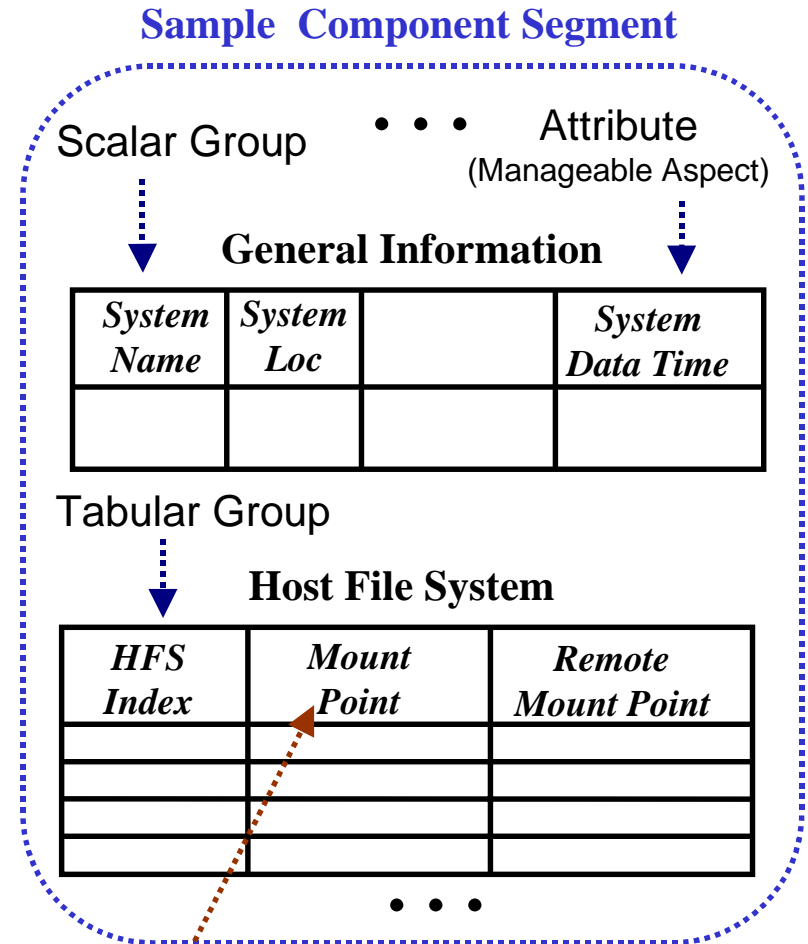 Sample Component Segment
Scalar Group
• • •
Attribute
(Manageable Aspect)
General Information
System
Name
System
Loc
System
Data Time
Tabular Group
Host File System
HFS
Index
Mount
Point
Remote
Mount Point
• • •